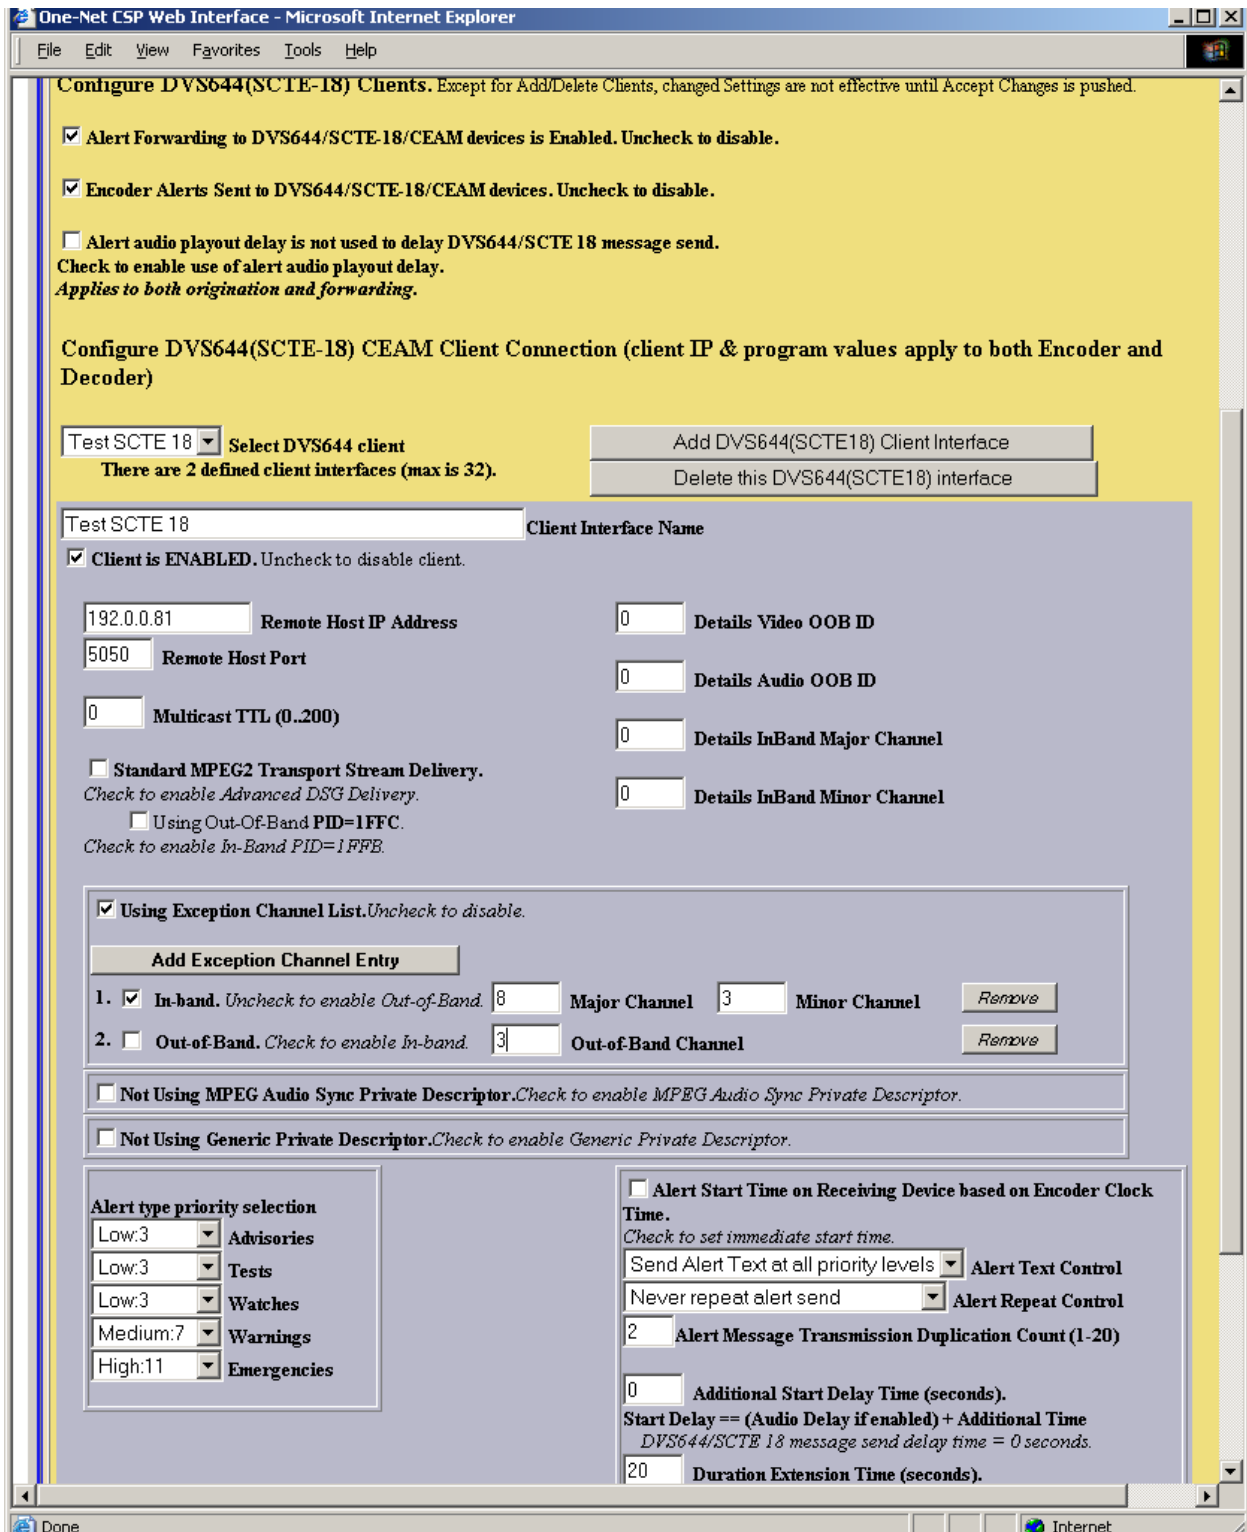 One-Net CSP Web Interface - Microsoft Internet Explorer
File Edit View Favorites Tools Help
Configure DVS644(SCTE-18) Clients. Except for Add/Delete Clients, changed Settings are not effective until Accept Changes is pushed.
Alert Forwarding to DVS644/SCTE-18/CEAM devices is Enabled. Uncheck to disable.
Encoder Alerts Sent to DVS644/SCTE-18/CEAM devices. Uncheck to disable.
Alert audio playout delay is not used to delay DVS644/SCTE 18 message send.
Check to enable use of alert audio playout delay.
Applies to both origination and forwarding.
Configure DVS644(SCTE-18) CEAM Client Connection (client IP & program values apply to both Encoder and
Decoder)
Test SCTE 18 Select DVS644 client Add DVS644(SCTE18) Client Interface
There are 2 defined client interfaces (max is 32). Delete this DVS644(SCTE18) interface
Test SCTE 18 Client Interface Name
Client is ENABLED. Uncheck to disable client.
192.0.0.81 Remote Host IP Address 0 Details Video OOB ID
5050 Remote Host Port
0 Details Audio OOB ID
0 Multicast TTL (0..200)
0 Details InBand Major Channel
Standard MPEG2 Transport Stream Delivery.
Check to enable Advanced DSG Delivery. 0 Details InBand Minor Channel
Using Out-Of-Band PID=1FFC.
Check to enable In-Band PID=1FFB.
Using Exception Channel List.Uncheck to disable.
Add Exception Channel Entry
1. In-band. Uncheck to enable Out-of-Band. 8 Major Channel 3 Minor Channel Remove
2. Out-of-Band. Check to enable In-band. 3 Out-of-Band Channel Remove
Not Using MPEG Audio Sync Private Descriptor.Check to enable MPEG Audio Sync Private Descriptor.
Not Using Generic Private Descriptor.Check to enable Generic Private Descriptor.
Alert type priority selection
Low:3 Advisories
Low:3 Tests
Low:3 Watches
Medium:7 Warnings
High:11 Emergencies
Alert Start Time on Receiving Device based on Encoder Clock
Time.
Check to set immediate start time.
Send Alert Text at all priority levels Alert Text Control
Never repeat alert send Alert Repeat Control
2 Alert Message Transmission Duplication Count (1-20)
0 Additional Start Delay Time (seconds).
Start Delay == (Audio Delay if enabled) + Additional Time
DVS644/SCTE 18 message send delay time = 0 seconds.
20 Duration Extension Time (seconds).
Done Internet